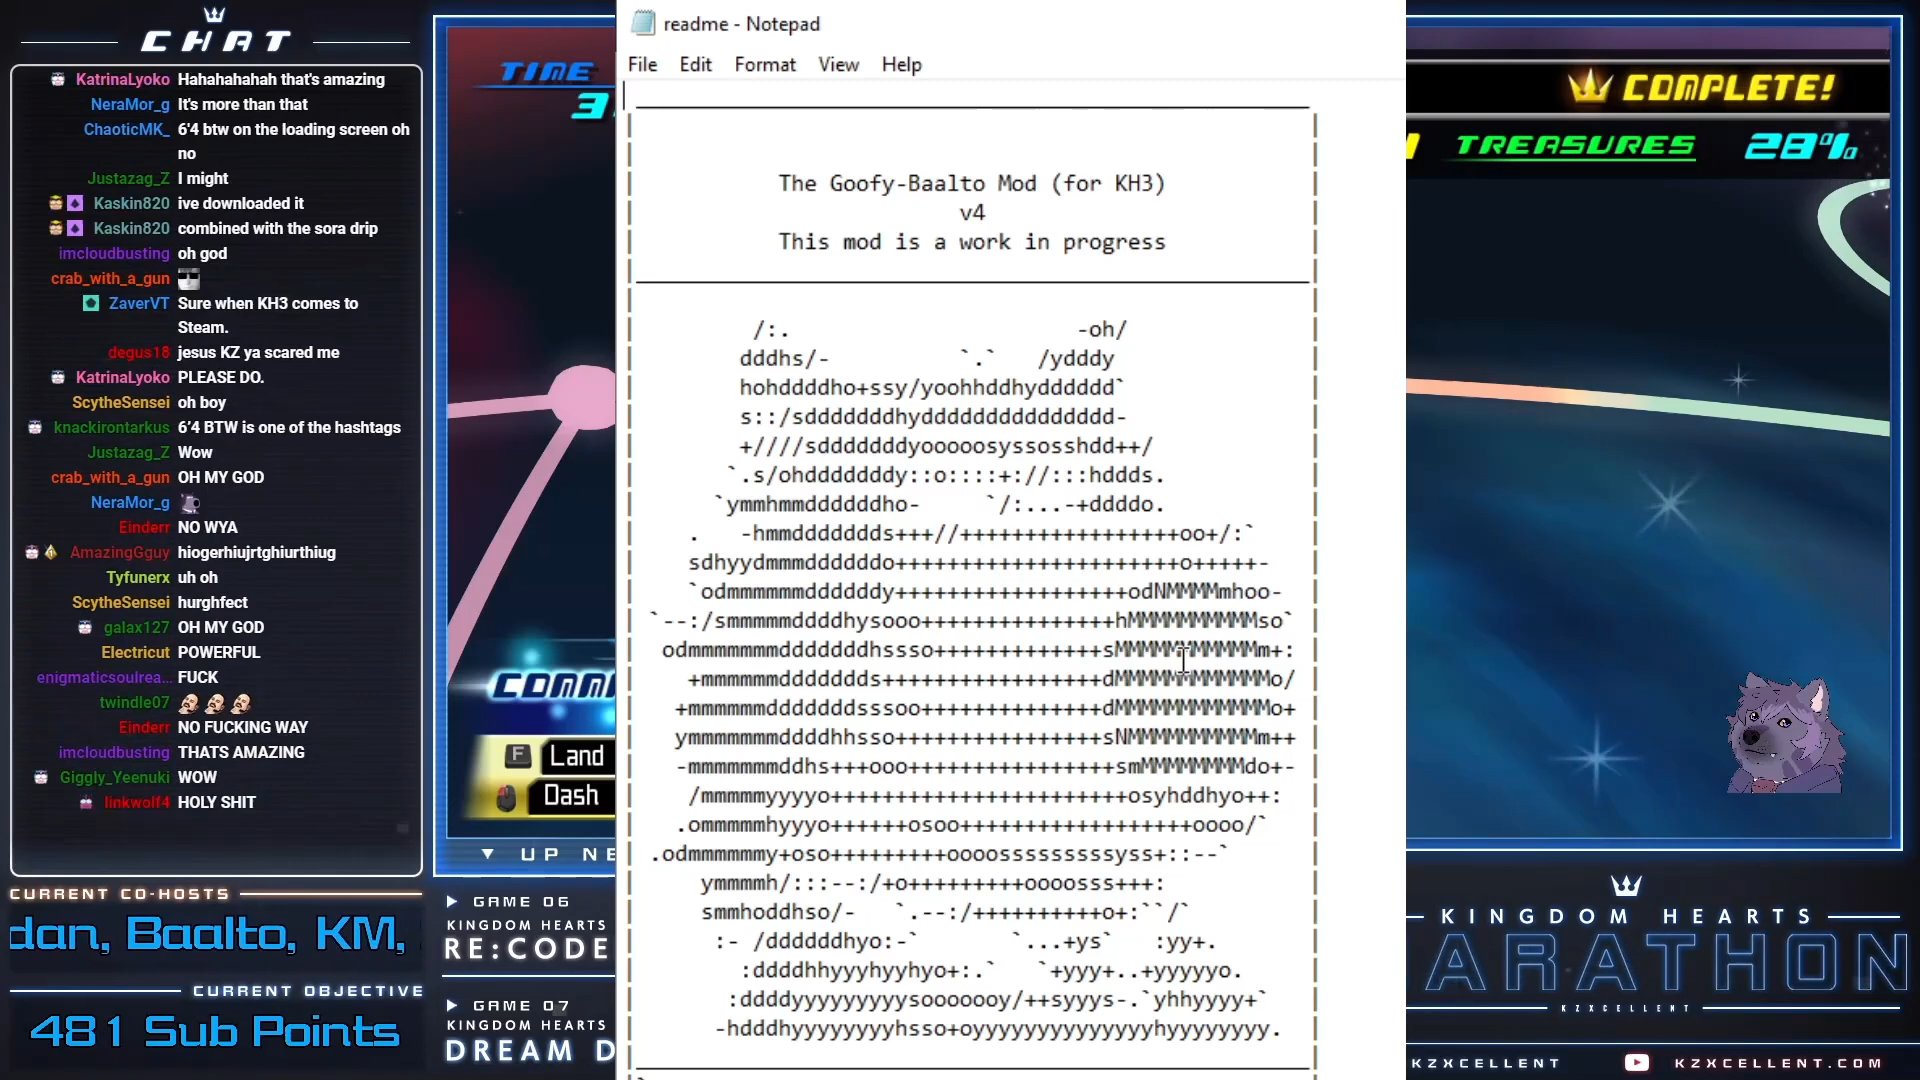 CHAT
KatrinaLyoko Hahahahahah that's amazing
NeraMor_g It's more than that
ChaoticMK_ 6'4 btw on the loading screen oh
no
Justazag_Z I might
Kaskin820 ive downloaded it
Kaskin820 combined with the sora drip
imcloudbusting oh god
crab_with_a_gun
ZaverVT Sure when KH3 comes to
Steam.
degus18 jesus KZ ya scared me
KatrinaLyoko PLEASE DO.
ScytheSensei oh boy
knackirontarkus 6'4 BTW is one of the hashtags
Justazag_Z Wow
crab_with_a_gun OH MY GOD
NeraMor_g
Einderr NO WYA
AmazingGguy hiogerhiujrtghiurthiug
Tyfunerx uh oh
ScytheSensei hurghfect
galax127 OH MY GOD
Electricut POWERFUL
enigmaticsoulrea... FUCK
twindle07
Einderr NO FUCKING WAY
imcloudbusting THATS AMAZING
Giggly_Yeenuki WOW
linkwolf4 HOLY SHIT
CURRENT CO-HOSTS
dan, Baalto, KM,
CURRENT OBJECTIVE
481 Sub Points
TIME
3
COMM
F Land
Dash
UP NE
GAME 06
KINGDOM HEARTS
RE:CODE
GAME 07
KINGDOM HEARTS
DREAM D
readme - Notepad
File Edit Format View Help
The Goofy-Baalto Mod (for KH3)
v4
This mod is a work in progress
COMPLETE!
TREASURES 28%
KINGDOM HEARTS
ARATHON
KZXCELLENT
KZXCELLENT
KZXCELLENT.COM